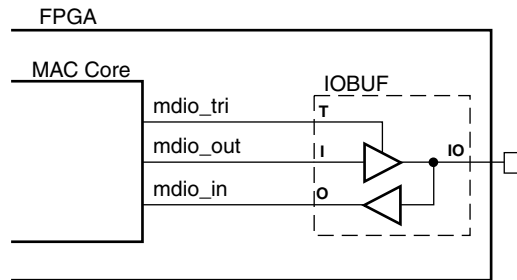 FPGA
MAC Core
IOBUF
mdio_tri T
mdio_out I IO
mdio_in O